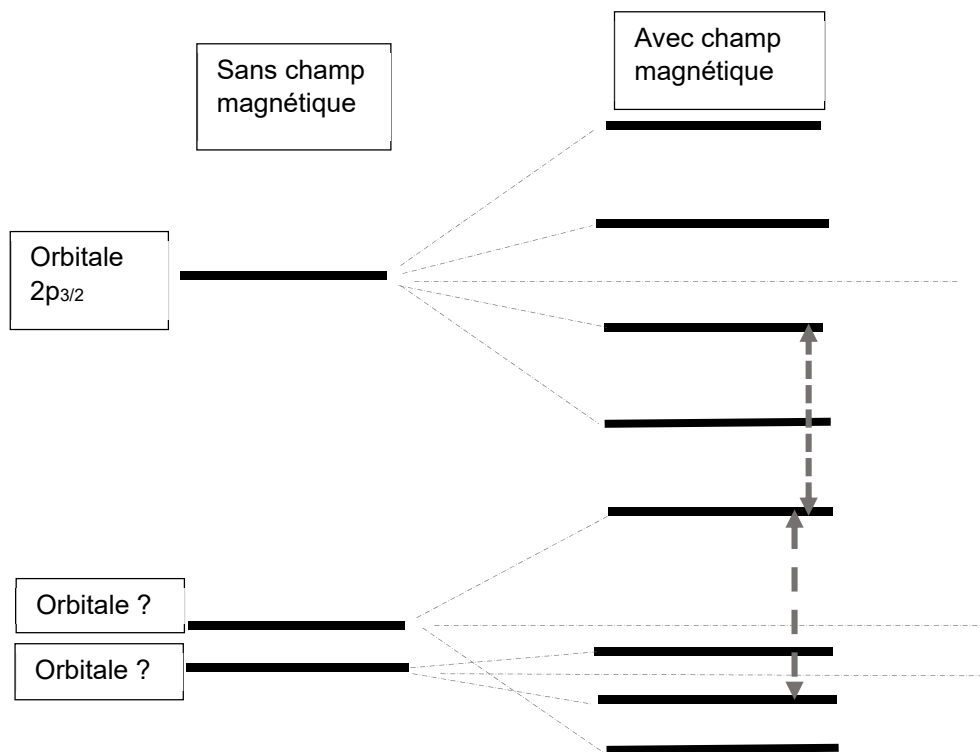 Sans champ
magnétique
Avec champ
magnétique
Orbitale
2p3/2
Orbitale ?
Orbitale ?